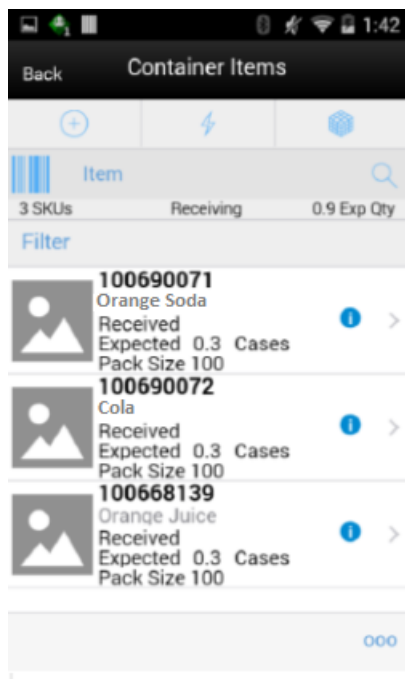 1:42
Back Container Items
Item
3 SKUs Receiving 0.9 Exp Qty
Filter
100690071
Orange Soda
Received
Expected 0.3 Cases
Pack Size 100
100690072
Cola
Received
Expected 0.3 Cases
Pack Size 100
100668139
Orange Juice
Received
Expected 0.3 Cases
Pack Size 100